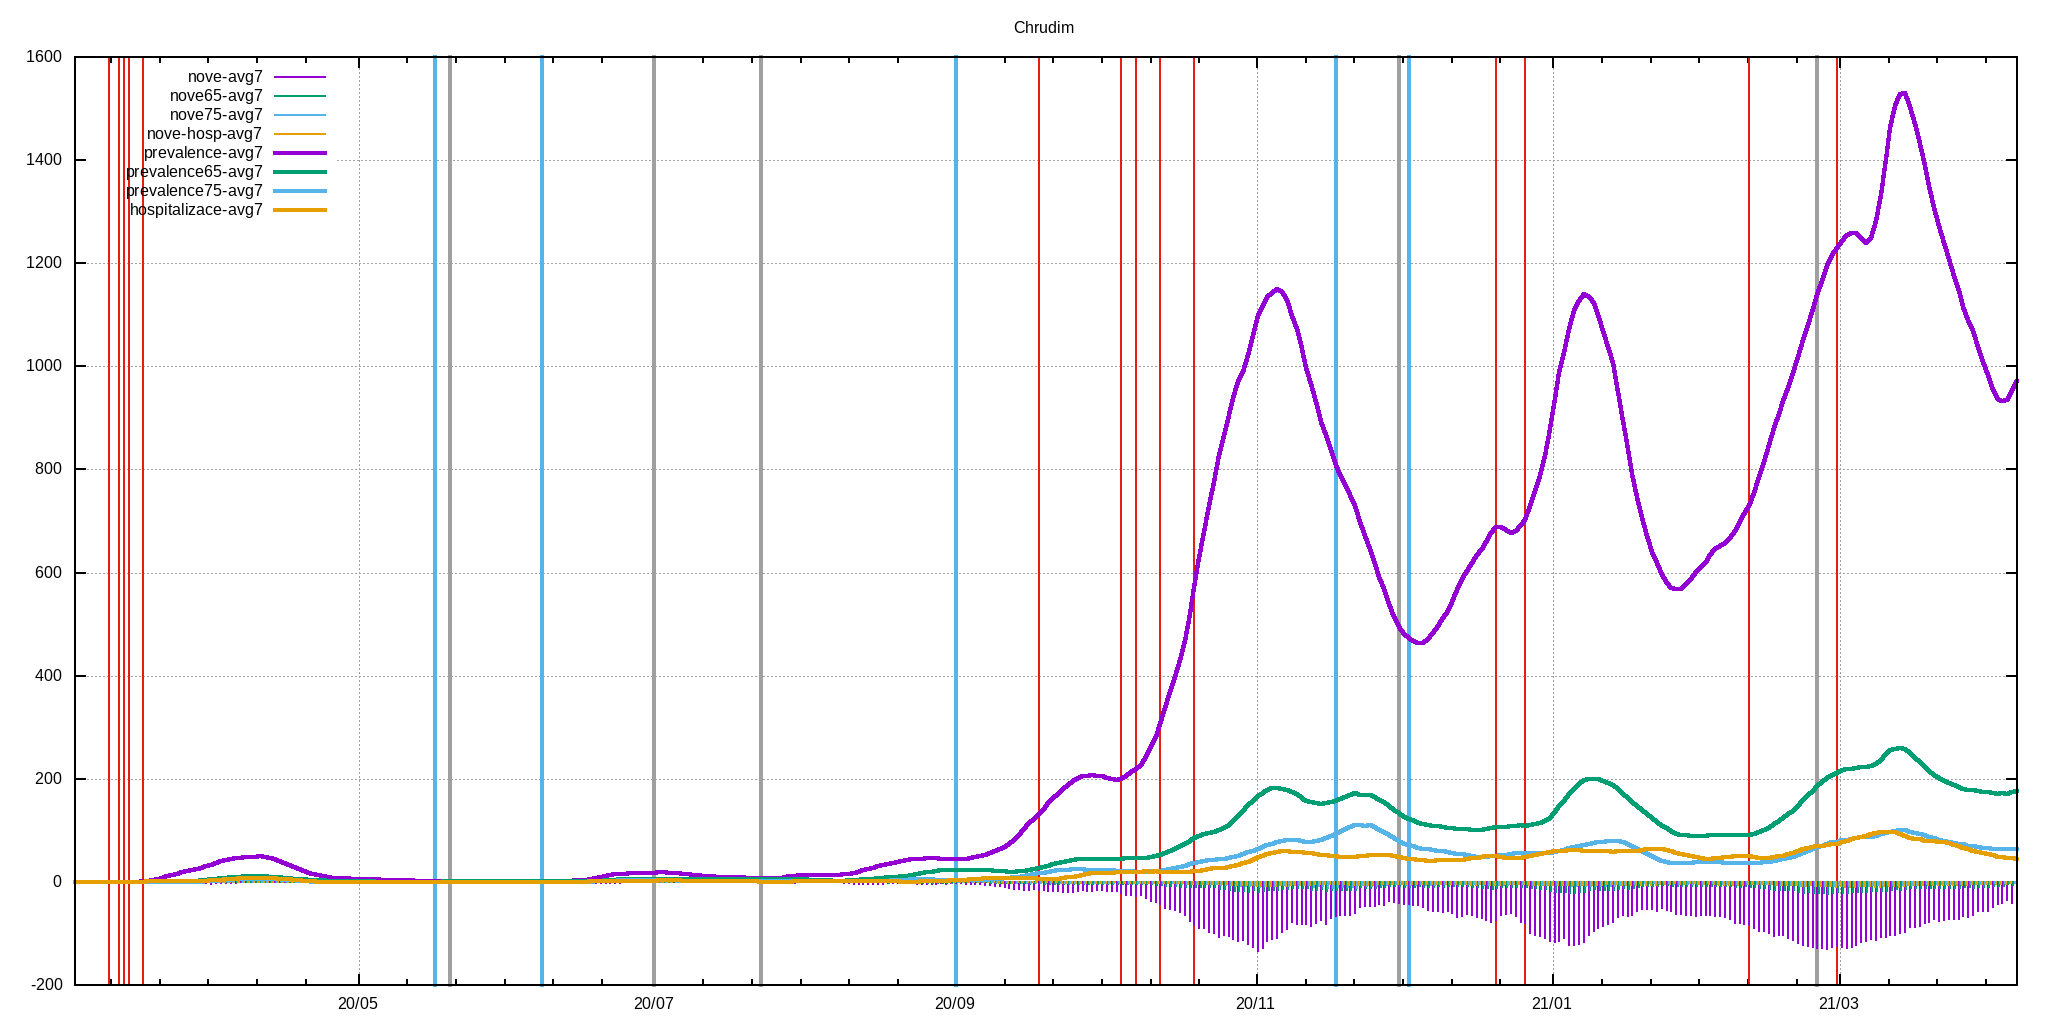 Chrudim
1600
1400
1200
1000
800
600
400
200
0
-200
nove-avg7
nove65-avg7
nove75-avg7
nove-hosp-avg7
prevalence-avg7
prevalence65-avg7
prevalence75-avg7
hospitalizace-avg7
20/05 20/07 20/09 20/11 21/01 21/03